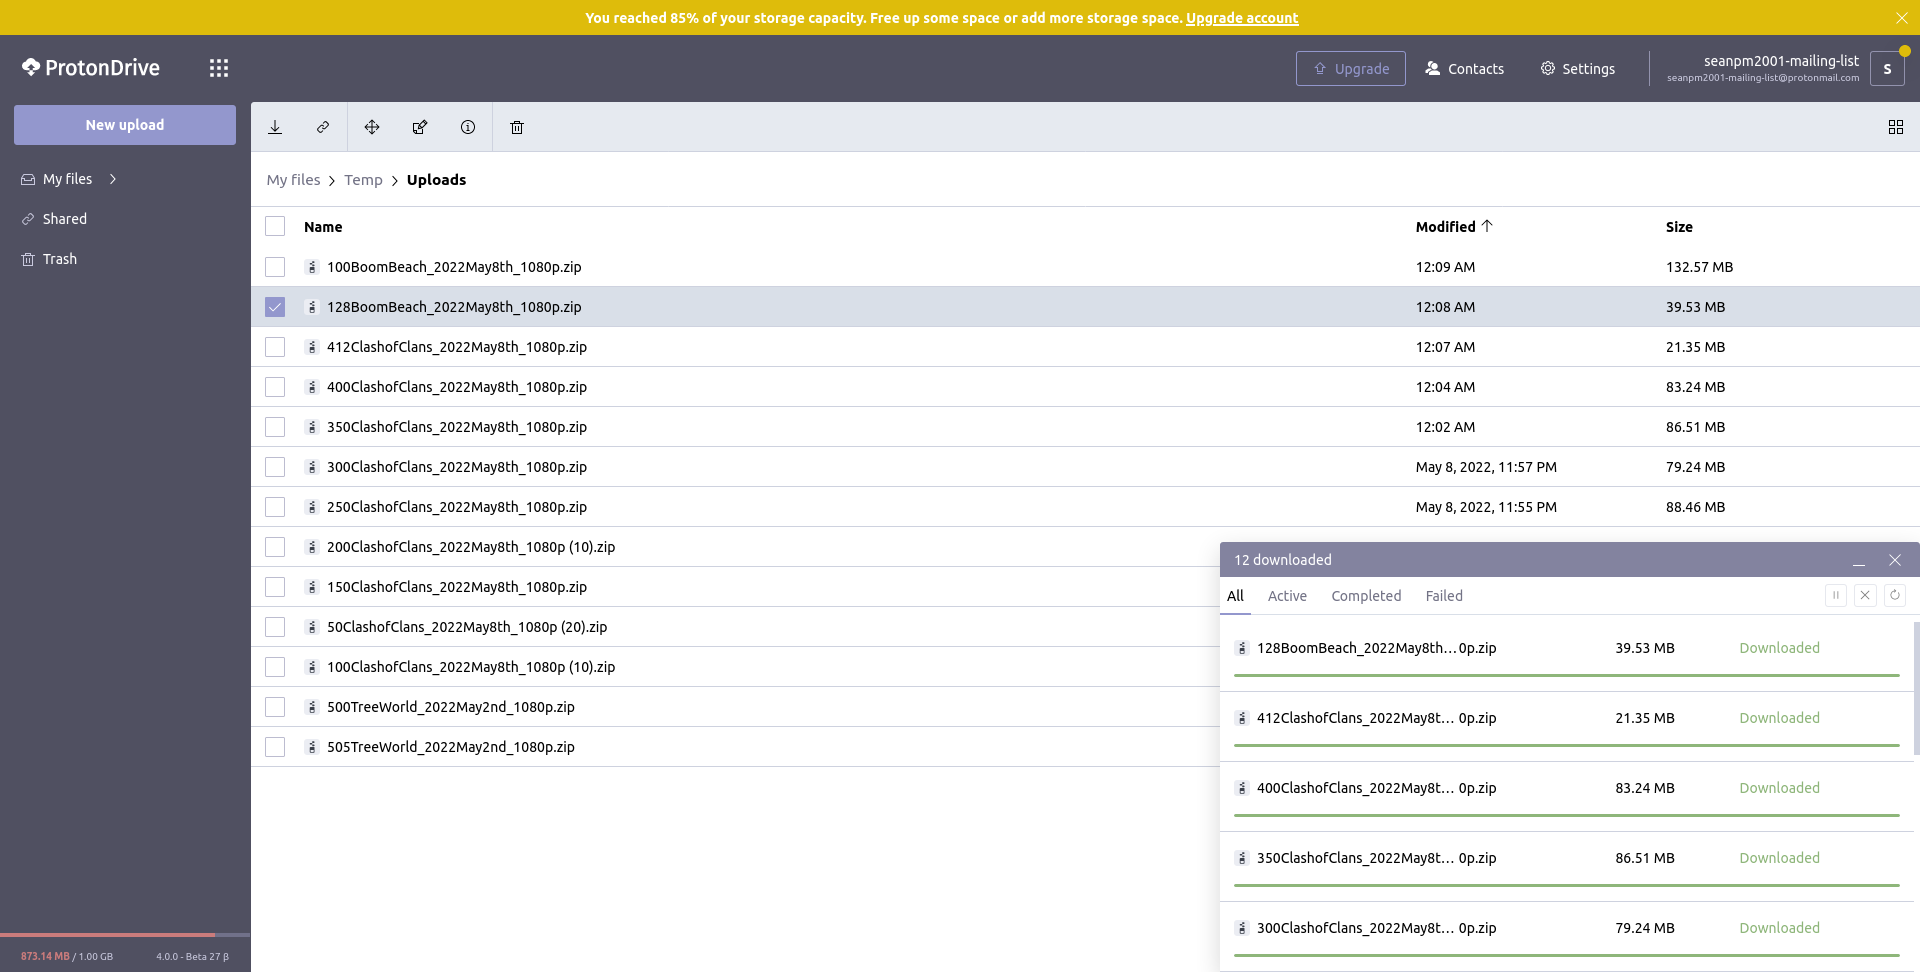 You reached 85% of your storage capacity. Free up some space or add more storage space. Upgrade account
ProtonDrive
Upgrade
Contacts
Settings
seanpm2001-mailing-list
seanpm2001-mailing-list@protonmail.com
S
New upload
My files
Shared
Trash
My files > Temp > Uploads
Name Modified Size
100BoomBeach_2022May8th_1080p.zip 12:09 AM 132.57 MB
128BoomBeach_2022May8th_1080p.zip 12:08 AM 39.53 MB
412ClashofClans_2022May8th_1080p.zip 12:07 AM 21.35 MB
400ClashofClans_2022May8th_1080p.zip 12:04 AM 83.24 MB
350ClashofClans_2022May8th_1080p.zip 12:02 AM 86.51 MB
300ClashofClans_2022May8th_1080p.zip May 8, 2022, 11:57 PM 79.24 MB
250ClashofClans_2022May8th_1080p.zip May 8, 2022, 11:55 PM 88.46 MB
200ClashofClans_2022May8th_1080p (10).zip
150ClashofClans_2022May8th_1080p.zip
50ClashofClans_2022May8th_1080p (20).zip
100ClashofClans_2022May8th_1080p (10).zip
500TreeWorld_2022May2nd_1080p.zip
505TreeWorld_2022May2nd_1080p.zip
12 downloaded
All Active Completed Failed
128BoomBeach_2022May8th… 0p.zip 39.53 MB Downloaded
412ClashofClans_2022May8t… 0p.zip 21.35 MB Downloaded
400ClashofClans_2022May8t… 0p.zip 83.24 MB Downloaded
350ClashofClans_2022May8t… 0p.zip 86.51 MB Downloaded
300ClashofClans_2022May8t… 0p.zip 79.24 MB Downloaded
873.14 MB / 1.00 GB 4.0.0 - Beta 27 β